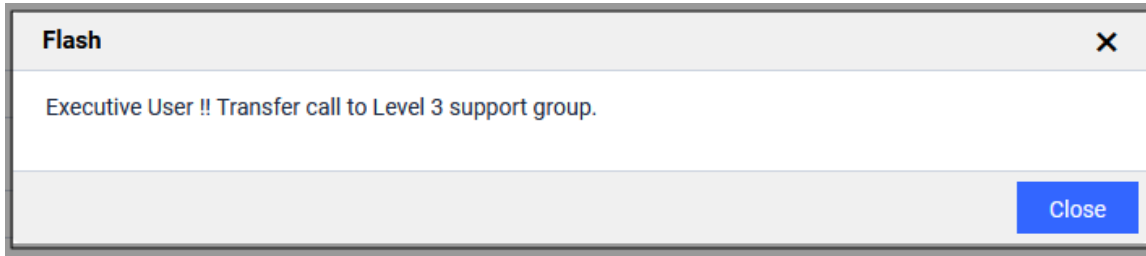 Flash
Executive User !! Transfer call to Level 3 support group.
Close